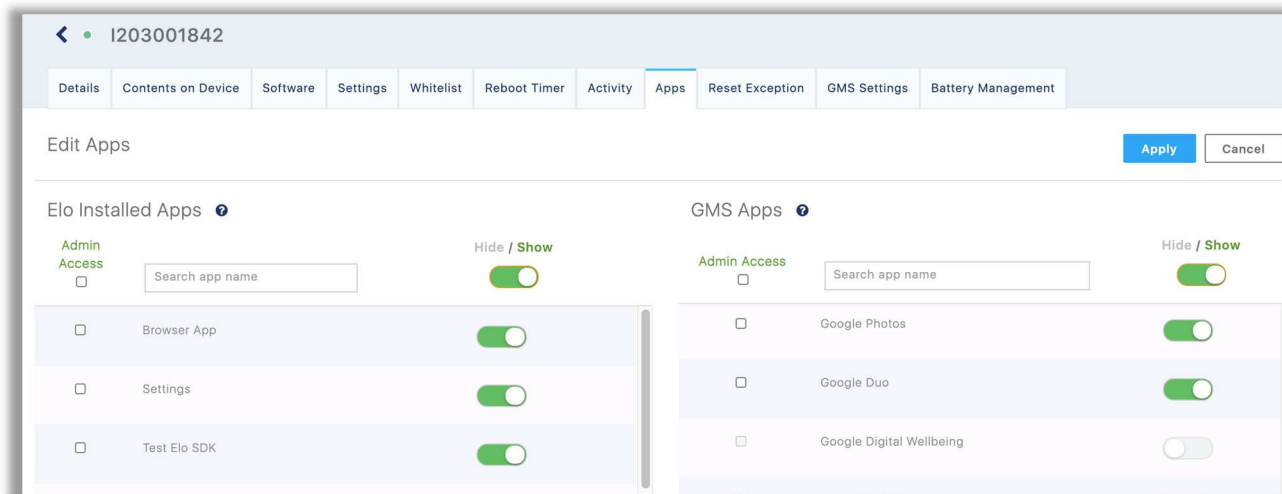 I203001842
Details Contents on Device Software Settings Whitelist Reboot Timer Activity Apps Reset Exception GMS Settings Battery Management
Edit Apps
Apply Cancel
Elo Installed Apps ?
Admin Access
Search app name
Hide / Show
Browser App
Settings
Test Elo SDK
GMS Apps ?
Admin Access
Search app name
Hide / Show
Google Photos
Google Duo
Google Digital Wellbeing